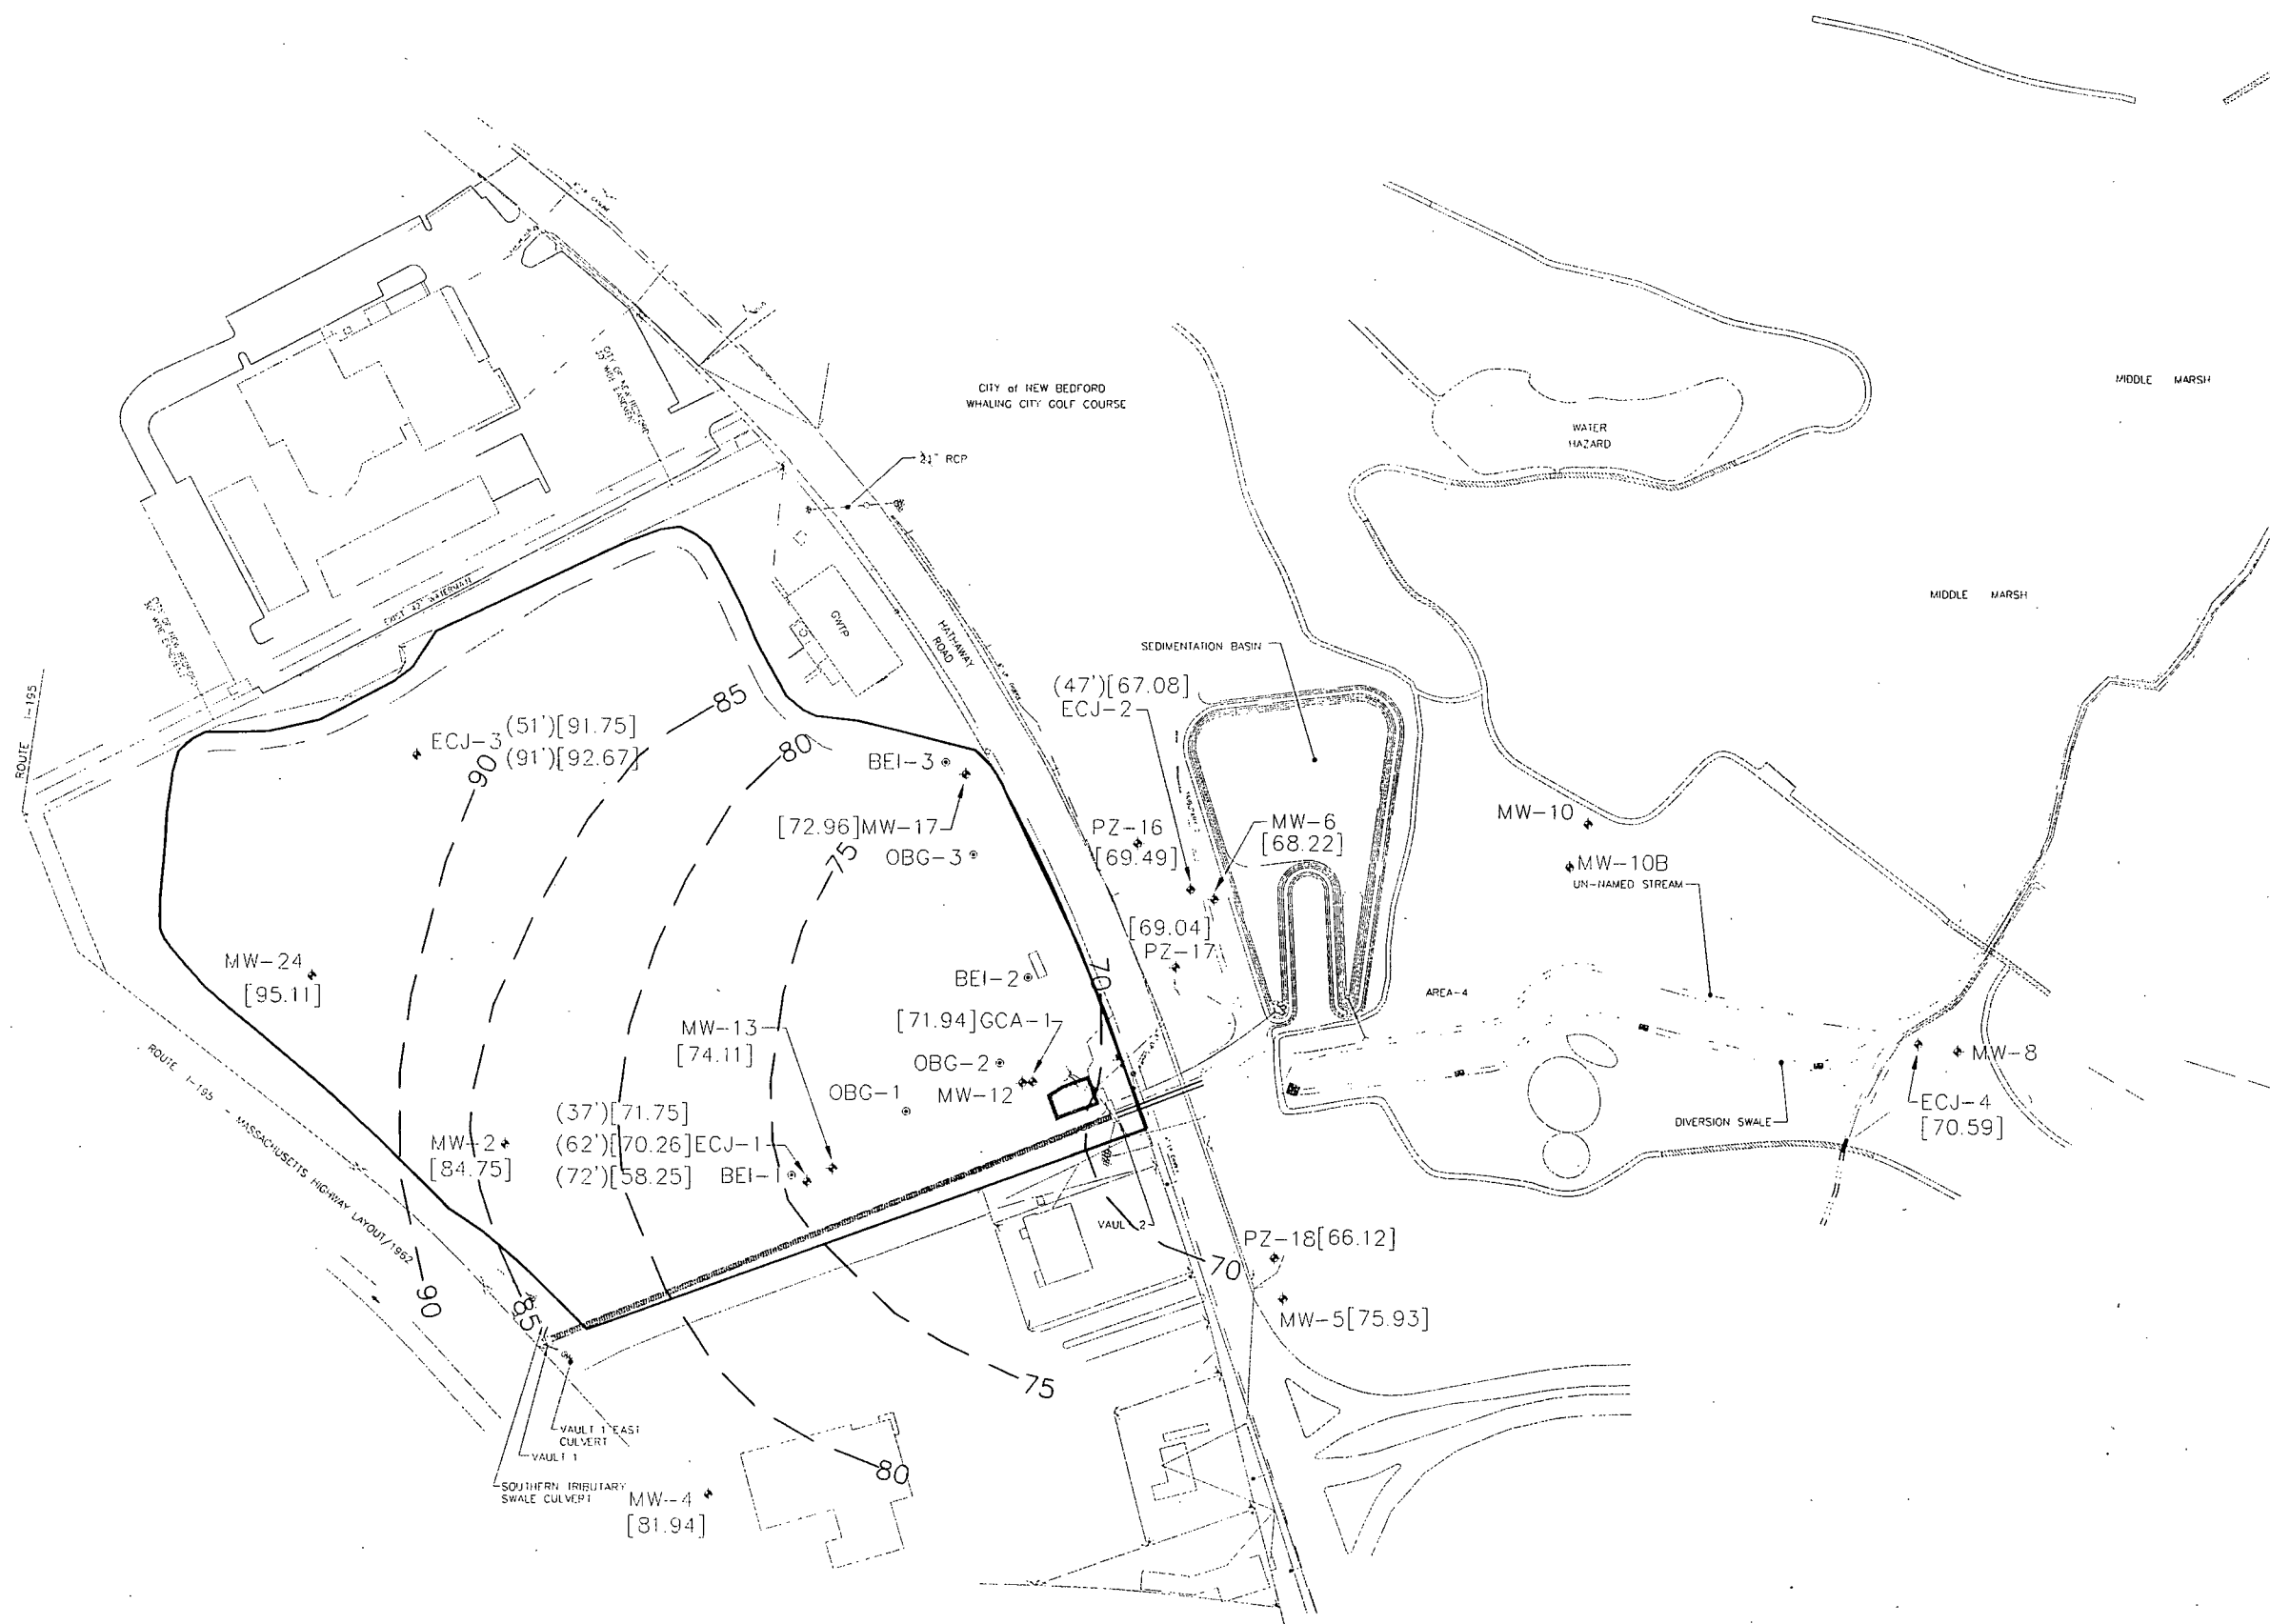 CITY of NEW BEDFORD
WHALING CITY GOLF COURSE
MIDDLE MARSH
WATER
HAZARD
21" RCP
EXIST. 42" WATERMAIN
GWTP
HATHAWAY
ROAD
MIDDLE MARSH
SEDIMENTATION BASIN
ROUTE I-195
(47')[67.08]
ECJ-2
85
ECJ-3
(51')[91.75]
(91')[92.67]
90
80
BEI-3
[72.96]MW-17
OBG-3
75
PZ-16
[69.49]
MW-6
[68.22]
MW-10
MW-10B
UN-NAMED STREAM
[69.04]
PZ-17
MW-24
[95.11]
BEI-2
70
AREA-4
[71.94]GCA-1
MW-13
[74.11]
OBG-2
OBG-1
MW-12
MW-8
ECJ-4
[70.59]
DIVERSION SWALE
ROUTE I-195 - MASSACHUSETTS HIGHWAY LAYOUT/1962
MW-2
[84.75]
(37')[71.75]
(62')[70.26]ECJ-1
(72')[58.25]
BEI-1
VAULT 2
PZ-18[66.12]
70
90
85
MW-5[75.93]
75
VAULT 1 EAST
CULVERT
VAULT 1
80
SOUTHERN TRIBUTARY
SWALE CULVERT
MW-4
[81.94]